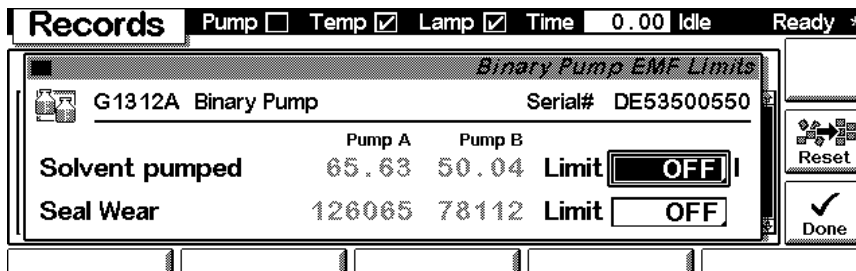 Records Pump Temp Lamp Time 0.00 Idle Ready *
Binary Pump EMF Limits
G1312A Binary Pump Serial# DE53500550
Pump A Pump B
Solvent pumped 65.63 50.04 Limit OFF l
Seal Wear 126065 78112 Limit OFF
Reset
Done